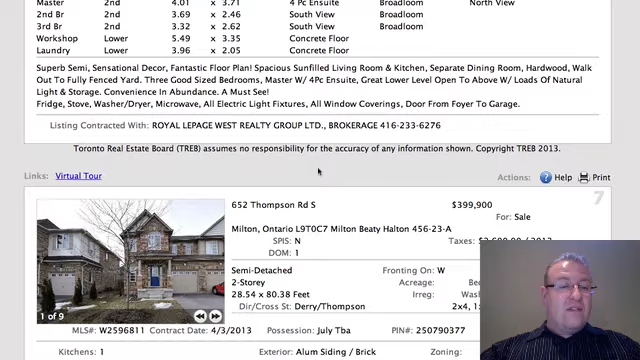 Master 2nd 4.01 x 3.71 4 Pc Ensuite Broadloom North View
2nd Br 2nd 3.69 x 2.46 South View Broadloom
3rd Br 2nd 3.32 x 2.62 South View Broadloom
Workshop Lower 5.49 x 3.35 Concrete Floor
Laundry Lower 3.96 x 2.05 Concrete Floor
Superb Semi, Sensational Decor, Fantastic Floor Plan! Spacious Sunfilled Living Room & Kitchen, Separate Dining Room, Hardwood, Walk
Out To Fully Fenced Yard. Three Good Sized Bedrooms, Master W/ 4Pc Ensuite, Great Lower Level Open To Above W/ Loads Of Natural
Light & Storage. Convenience In Abundance. A Must See!
Fridge, Stove, Washer/Dryer, Microwave, All Electric Light Fixtures, All Window Coverings, Door From Foyer To Garage.
Listing Contracted With: ROYAL LEPAGE WEST REALTY GROUP LTD., BROKERAGE 416-233-6276
Toronto Real Estate Board (TREB) assumes no responsibility for the accuracy of any information shown. Copyright TREB 2013.
Links: Virtual Tour Actions: Help Print
7
652 Thompson Rd S $399,900
For: Sale
Milton, Ontario L9T0C7 Milton Beaty Halton 456-23-A
SPIS: N Taxes: 2013
DOM: 1
Semi-Detached Fronting On: W
2-Storey Acreage:
28.54 x 80.38 Feet Irreg:
Dir/Cross St: Derry/Thompson 2x4,
1 of 9
MLS#: W2596811 Contract Date: 4/3/2013 Possession: July Tba PIN#: 250790377
Kitchens: 1 Exterior: Alum Siding / Brick Zoning: